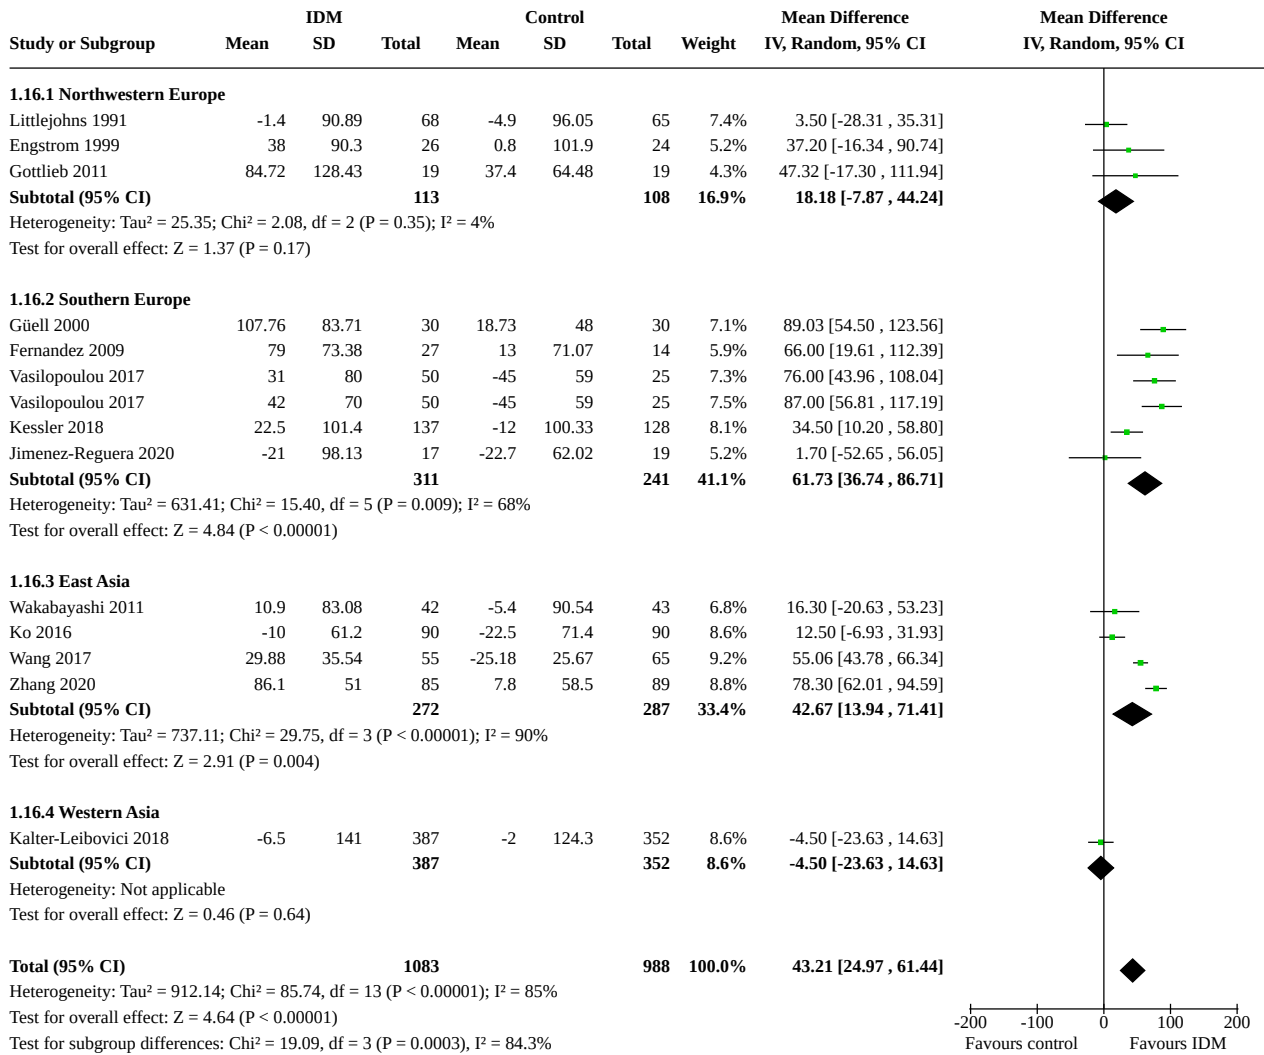 IDM Control Mean Difference Mean Difference
Study or Subgroup Mean SD Total Mean SD Total Weight IV, Random, 95% CI IV, Random, 95% CI
1.16.1 Northwestern Europe
Littlejohns 1991 -1.4 90.89 68 -4.9 96.05 65 7.4% 3.50 [-28.31 , 35.31]
Engstrom 1999 38 90.3 26 0.8 101.9 24 5.2% 37.20 [-16.34 , 90.74]
Gottlieb 2011 84.72 128.43 19 37.4 64.48 19 4.3% 47.32 [-17.30 , 111.94]
Subtotal (95% CI) 113 108 16.9% 18.18 [-7.87 , 44.24]
Heterogeneity: Tau² = 25.35; Chi² = 2.08, df = 2 (P = 0.35); I² = 4%
Test for overall effect: Z = 1.37 (P = 0.17)
1.16.2 Southern Europe
Güell 2000 107.76 83.71 30 18.73 48 30 7.1% 89.03 [54.50 , 123.56]
Fernandez 2009 79 73.38 27 13 71.07 14 5.9% 66.00 [19.61 , 112.39]
Vasilopoulou 2017 31 80 50 -45 59 25 7.3% 76.00 [43.96 , 108.04]
Vasilopoulou 2017 42 70 50 -45 59 25 7.5% 87.00 [56.81 , 117.19]
Kessler 2018 22.5 101.4 137 -12 100.33 128 8.1% 34.50 [10.20 , 58.80]
Jimenez-Reguera 2020 -21 98.13 17 -22.7 62.02 19 5.2% 1.70 [-52.65 , 56.05]
Subtotal (95% CI) 311 241 41.1% 61.73 [36.74 , 86.71]
Heterogeneity: Tau² = 631.41; Chi² = 15.40, df = 5 (P = 0.009); I² = 68%
Test for overall effect: Z = 4.84 (P < 0.00001)
1.16.3 East Asia
Wakabayashi 2011 10.9 83.08 42 -5.4 90.54 43 6.8% 16.30 [-20.63 , 53.23]
Ko 2016 -10 61.2 90 -22.5 71.4 90 8.6% 12.50 [-6.93 , 31.93]
Wang 2017 29.88 35.54 55 -25.18 25.67 65 9.2% 55.06 [43.78 , 66.34]
Zhang 2020 86.1 51 85 7.8 58.5 89 8.8% 78.30 [62.01 , 94.59]
Subtotal (95% CI) 272 287 33.4% 42.67 [13.94 , 71.41]
Heterogeneity: Tau² = 737.11; Chi² = 29.75, df = 3 (P < 0.00001); I² = 90%
Test for overall effect: Z = 2.91 (P = 0.004)
1.16.4 Western Asia
Kalter-Leibovici 2018 -6.5 141 387 -2 124.3 352 8.6% -4.50 [-23.63 , 14.63]
Subtotal (95% CI) 387 352 8.6% -4.50 [-23.63 , 14.63]
Heterogeneity: Not applicable
Test for overall effect: Z = 0.46 (P = 0.64)
Total (95% CI) 1083 988 100.0% 43.21 [24.97 , 61.44]
Heterogeneity: Tau² = 912.14; Chi² = 85.74, df = 13 (P < 0.00001); I² = 85%
Test for overall effect: Z = 4.64 (P < 0.00001)
Test for subgroup differences: Chi² = 19.09, df = 3 (P = 0.0003), I² = 84.3%
-200 -100 0 100 200
Favours control Favours IDM